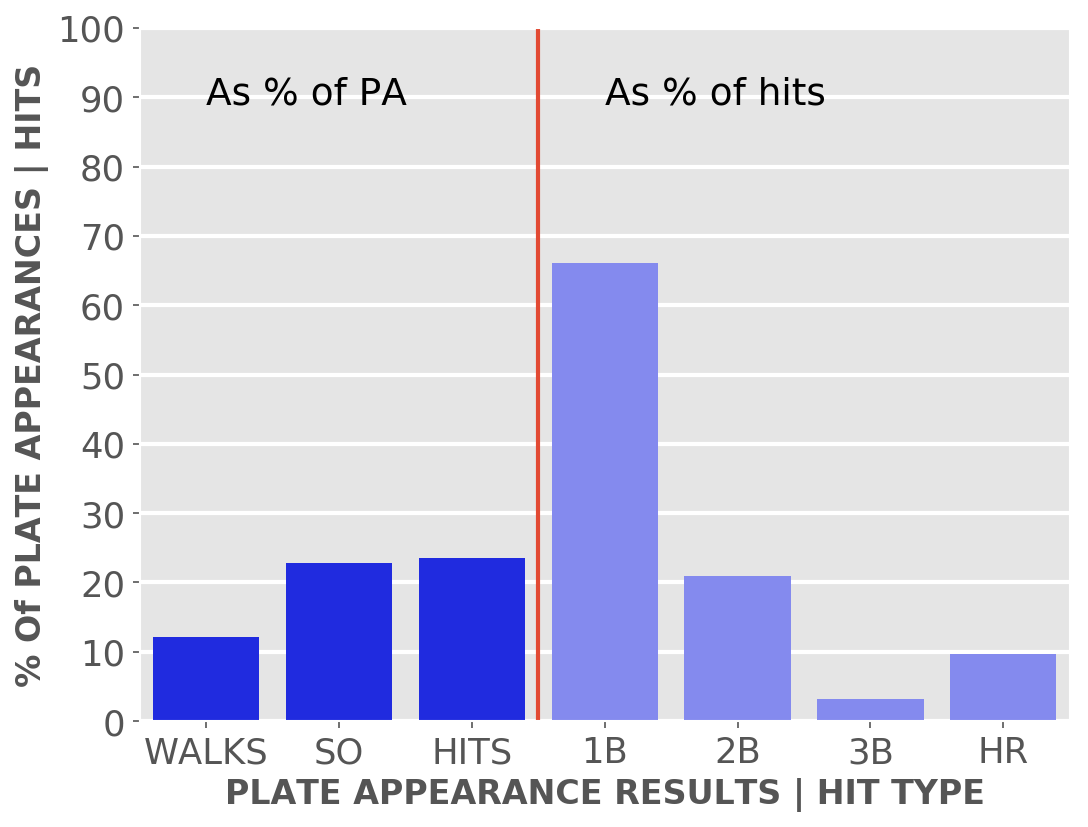 % Of PLATE APPEARANCES | HITS
100
90
80
70
60
50
40
30
20
10
0
As % of PA
As % of hits
WALKS SO HITS 1B 2B 3B HR
PLATE APPEARANCE RESULTS | HIT TYPE